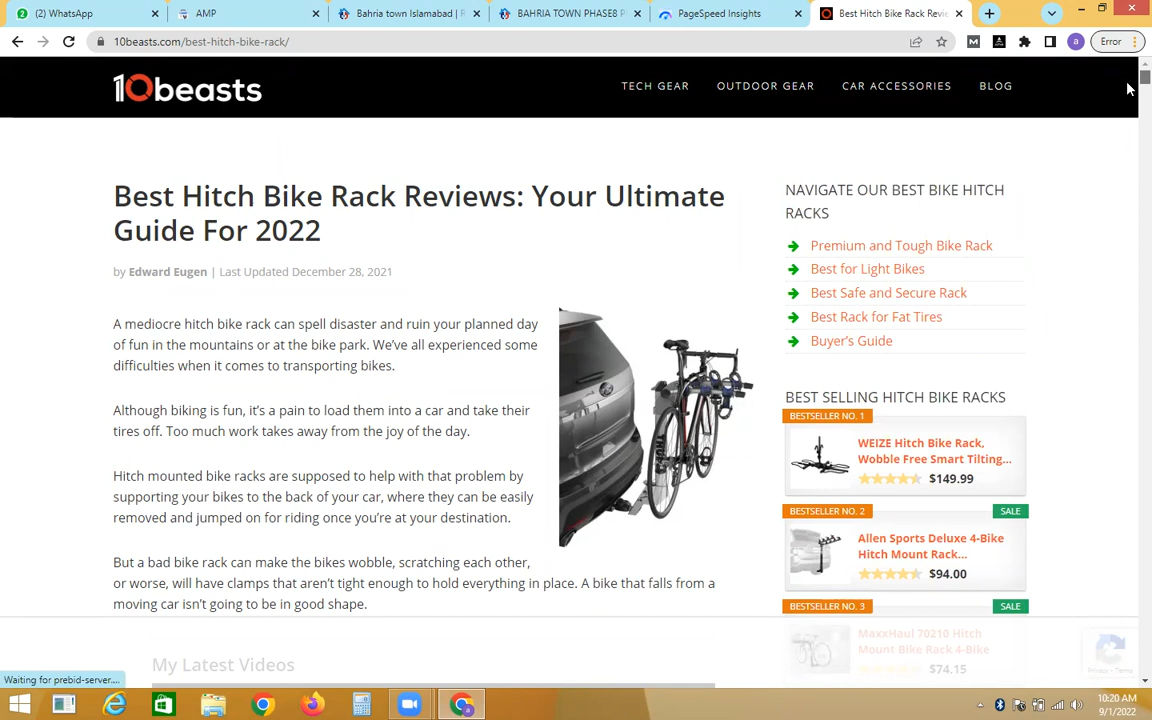 (2) WhatsApp
AMP
Bahria town Islamabad | R
BAHRIA TOWN PHASE8 P
PageSpeed Insights
Best Hitch Bike Rack Revie
10beasts.com/best-hitch-bike-rack/
Error
10beasts
TECH GEAR
OUTDOOR GEAR
CAR ACCESSORIES
BLOG
Best Hitch Bike Rack Reviews: Your Ultimate
Guide For 2022
by Edward Eugen | Last Updated December 28, 2021
A mediocre hitch bike rack can spell disaster and ruin your planned day
of fun in the mountains or at the bike park. We've all experienced some
difficulties when it comes to transporting bikes.
Although biking is fun, it's a pain to load them into a car and take their
tires off. Too much work takes away from the joy of the day.
Hitch mounted bike racks are supposed to help with that problem by
supporting your bikes to the back of your car, where they can be easily
removed and jumped on for riding once you're at your destination.
But a bad bike rack can make the bikes wobble, scratching each other,
or worse, will have clamps that aren't tight enough to hold everything in place. A bike that falls from a
moving car isn't going to be in good shape.
My Latest Videos
NAVIGATE OUR BEST BIKE HITCH
RACKS
Premium and Tough Bike Rack
Best for Light Bikes
Best Safe and Secure Rack
Best Rack for Fat Tires
Buyer's Guide
BEST SELLING HITCH BIKE RACKS
BESTSELLER NO. 1
WEIZE Hitch Bike Rack,
Wobble Free Smart Tilting...
$149.99
BESTSELLER NO. 2
SALE
Allen Sports Deluxe 4-Bike
Hitch Mount Rack...
$94.00
BESTSELLER NO. 3
SALE
MaxxHaul 70210 Hitch
Mount Bike Rack 4-Bike
$74.15
Privacy - Terms
Waiting for prebid-server....
10:20 AM
9/1/2022